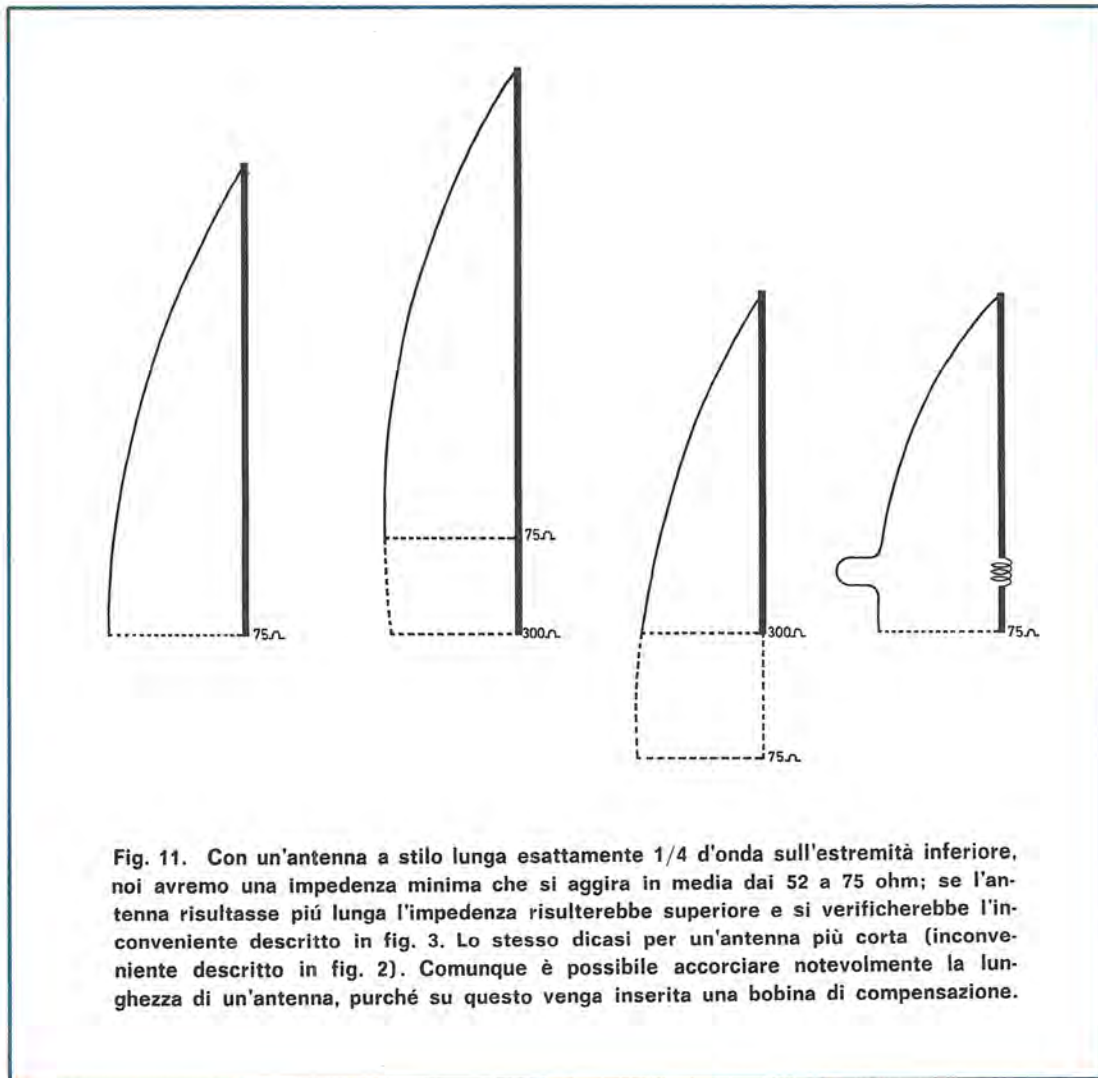 75Ω
75Ω
300Ω
300Ω
75Ω
75Ω
Fig. 11. Con un'antenna a stilo lunga esattamente 1/4 d'onda sull'estremità inferiore,
noi avremo una impedenza minima che si aggira in media dai 52 a 75 ohm; se l'an-
tenna risultasse piú lunga l'impedenza risulterebbe superiore e si verificherebbe l'in-
conveniente descritto in fig. 3. Lo stesso dicasi per un'antenna più corta (inconve-
niente descritto in fig. 2). Comunque è possibile accorciare notevolmente la lun-
ghezza di un'antenna, purché su questo venga inserita una bobina di compensazione.